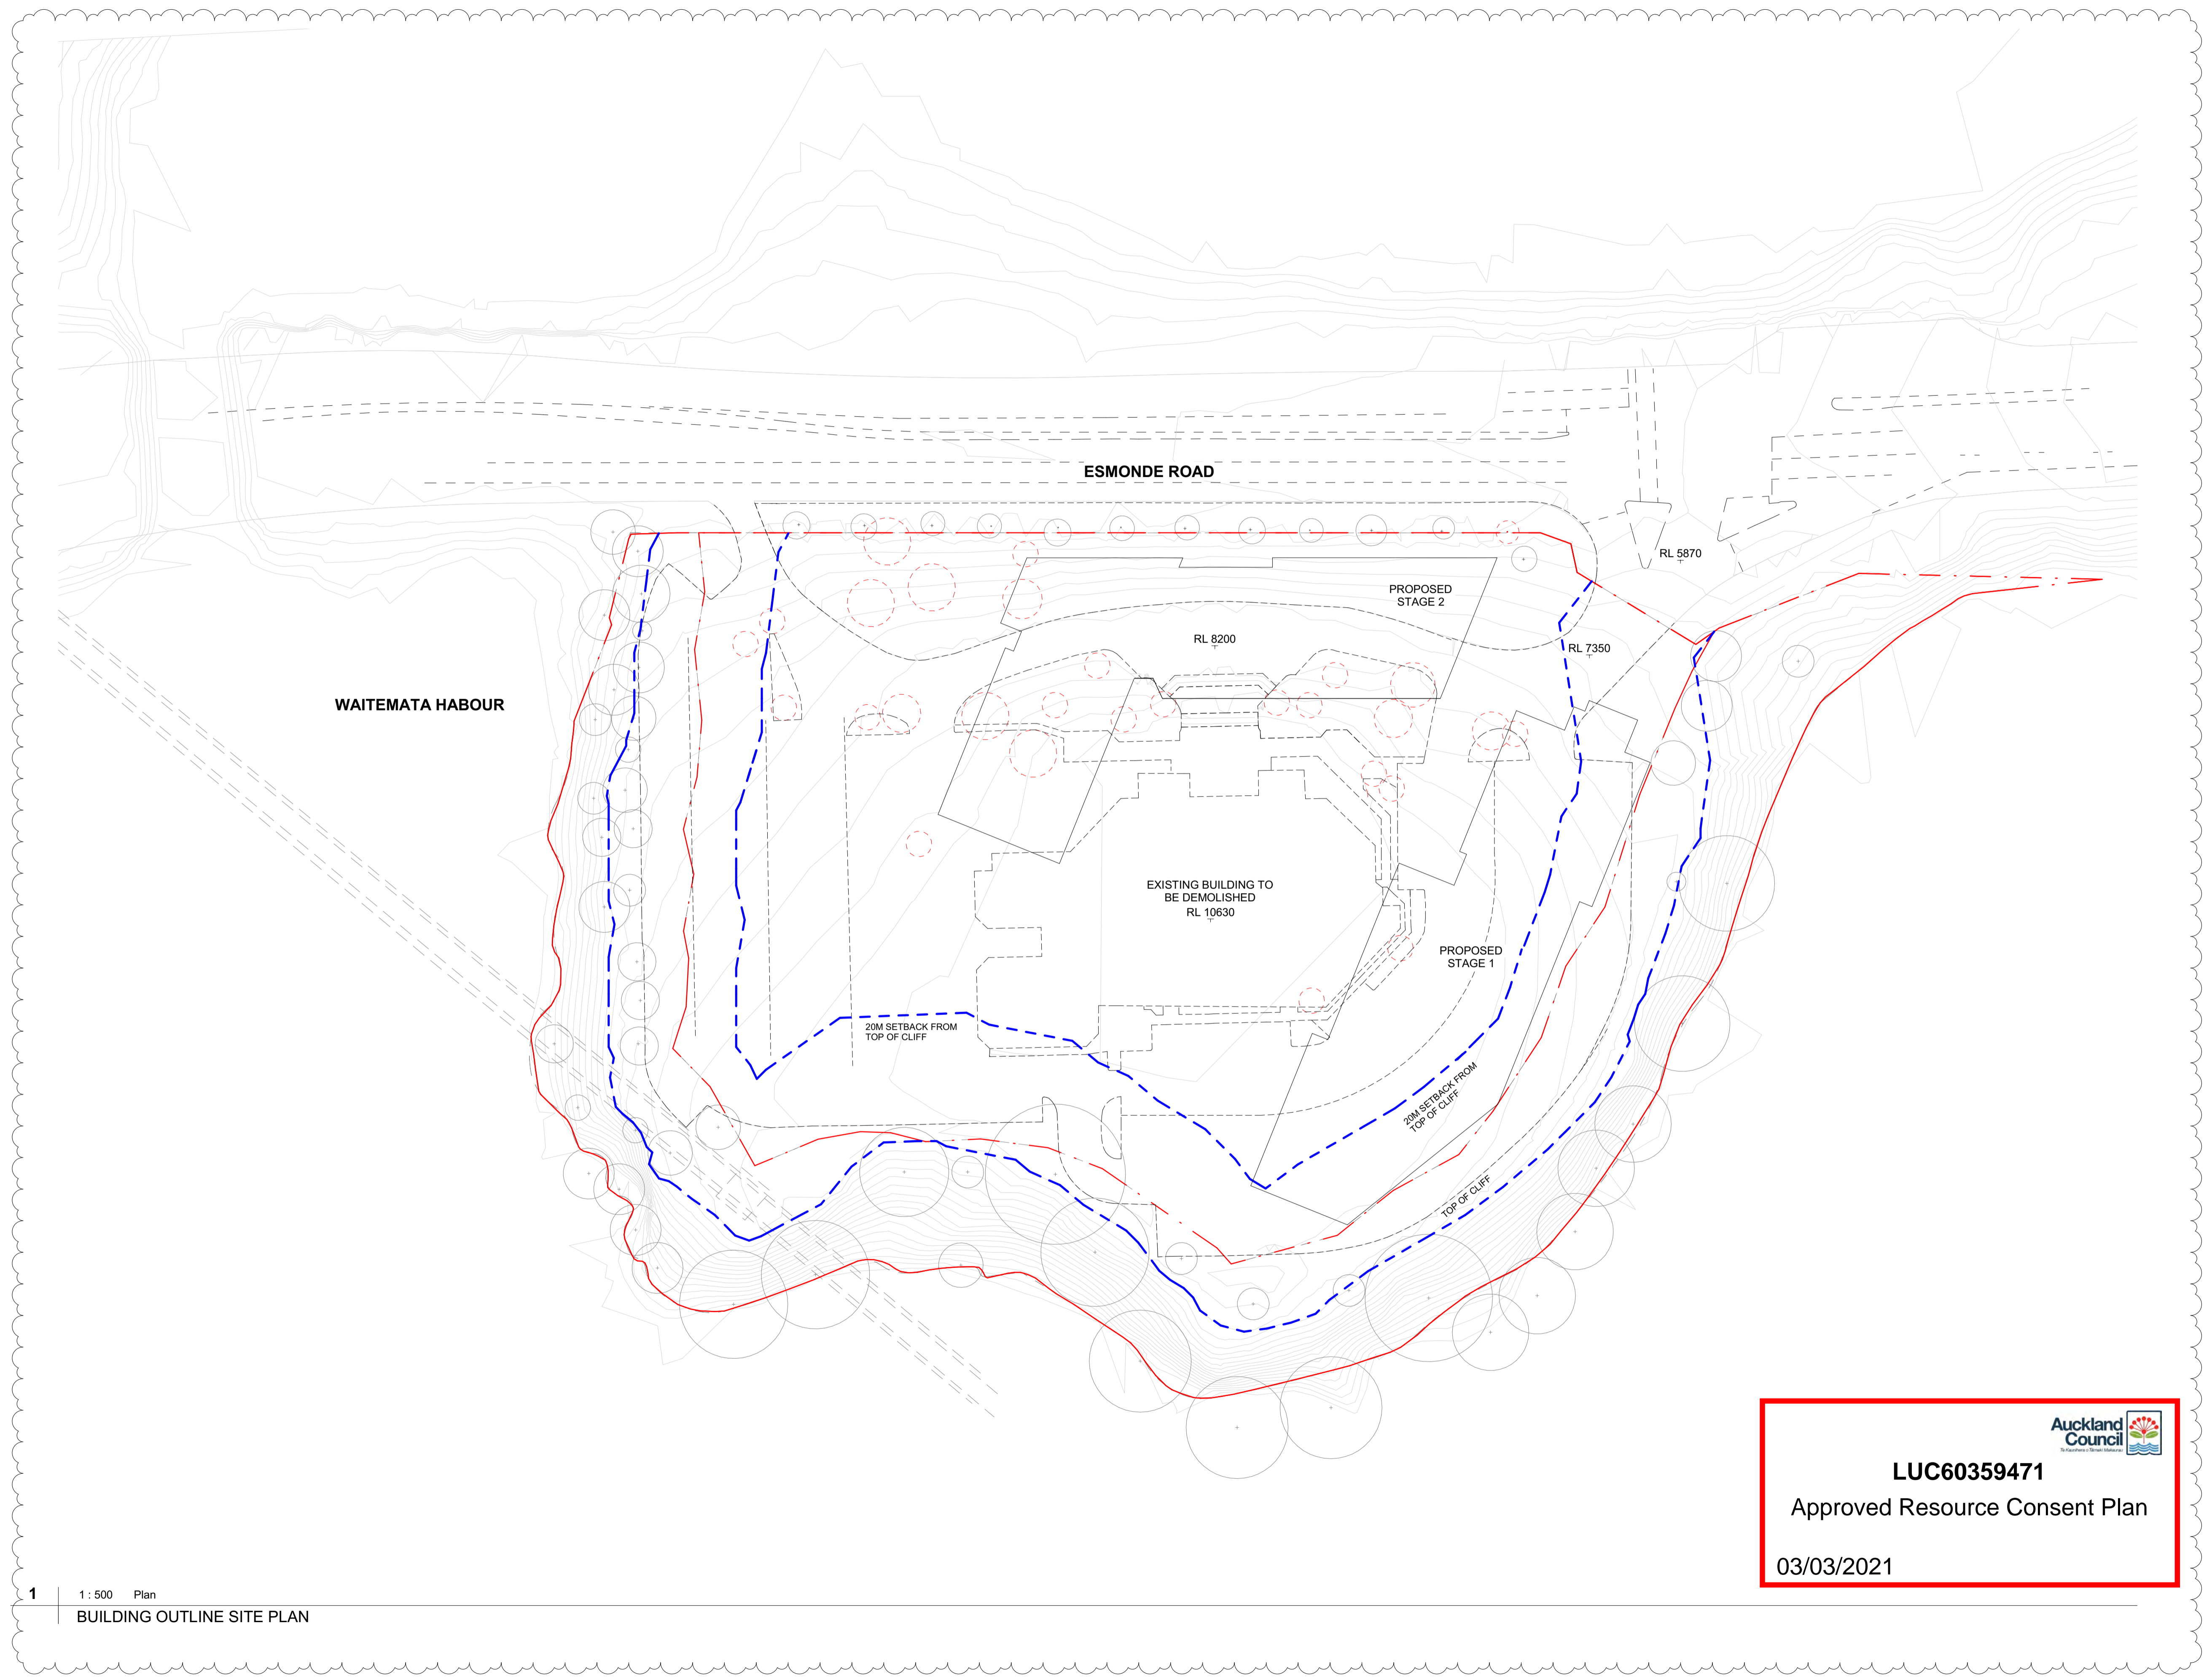 ESMONDE ROAD
RL 5870
PROPOSED
STAGE 2
RL 8200
RL 7350
WAITEMATA HABOUR
EXISTING BUILDING TO
BE DEMOLISHED
RL 10630
PROPOSED
STAGE 1
20M SETBACK FROM
TOP OF CLIFF
20M SETBACK FROM
TOP OF CLIFF
TOP OF CLIFF
Auckland
Council
LUC60359471
Approved Resource Consent Plan
03/03/2021
1
1 : 500 Plan
BUILDING OUTLINE SITE PLAN